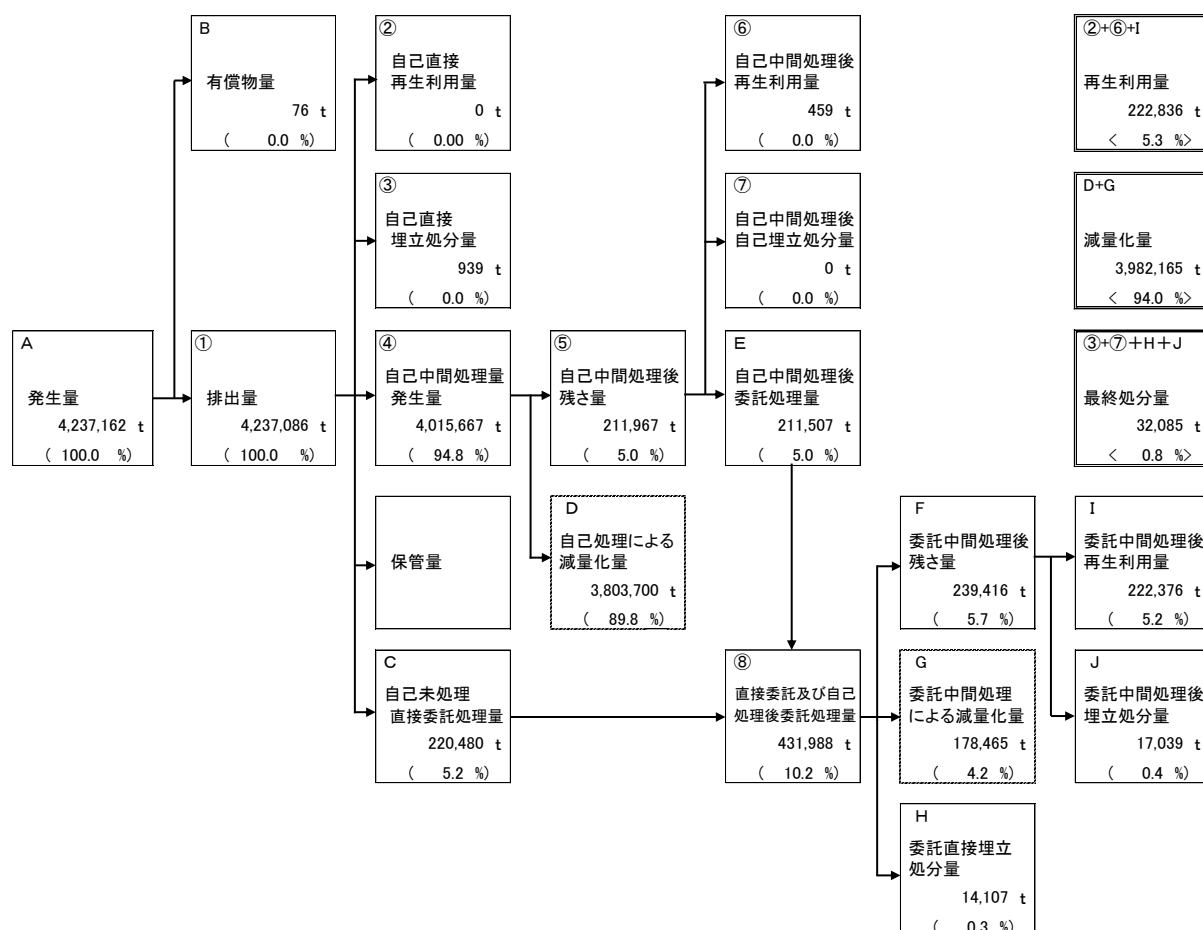 B
有償物量
76 t
( 0.0 %)
②
自己直接
再生利用量
0 t
( 0.00 %)
⑥
自己中間処理後
再生利用量
459 t
( 0.0 %)
②+⑥+I
再生利用量
222,836 t
< 5.3 %>
③
自己直接
埋立処分量
939 t
( 0.0 %)
⑦
自己中間処理後
自己埋立処分量
0 t
( 0.0 %)
D+G
減量化量
3,982,165 t
< 94.0 %>
A
発生量
4,237,162 t
( 100.0 %)
①
排出量
4,237,086 t
( 100.0 %)
④
自己中間処理量
発生量
4,015,667 t
( 94.8 %)
⑤
自己中間処理後
残さ量
211,967 t
( 5.0 %)
E
自己中間処理後
委託処理量
211,507 t
( 5.0 %)
③+⑦+H+J
最終処分量
32,085 t
< 0.8 %>
保管量
D
自己処理による
減量化量
3,803,700 t
( 89.8 %)
F
委託中間処理後
残さ量
239,416 t
( 5.7 %)
I
委託中間処理後
再生利用量
222,376 t
( 5.2 %)
C
自己未処理
直接委託処理量
220,480 t
( 5.2 %)
⑧
直接委託及び自己
処理後委託処理量
431,988 t
( 10.2 %)
G
委託中間処理
による減量化量
178,465 t
( 4.2 %)
J
委託中間処理後
埋立処分量
17,039 t
( 0.4 %)
H
委託直接埋立
処分量
14,107 t
( 0.3 %)